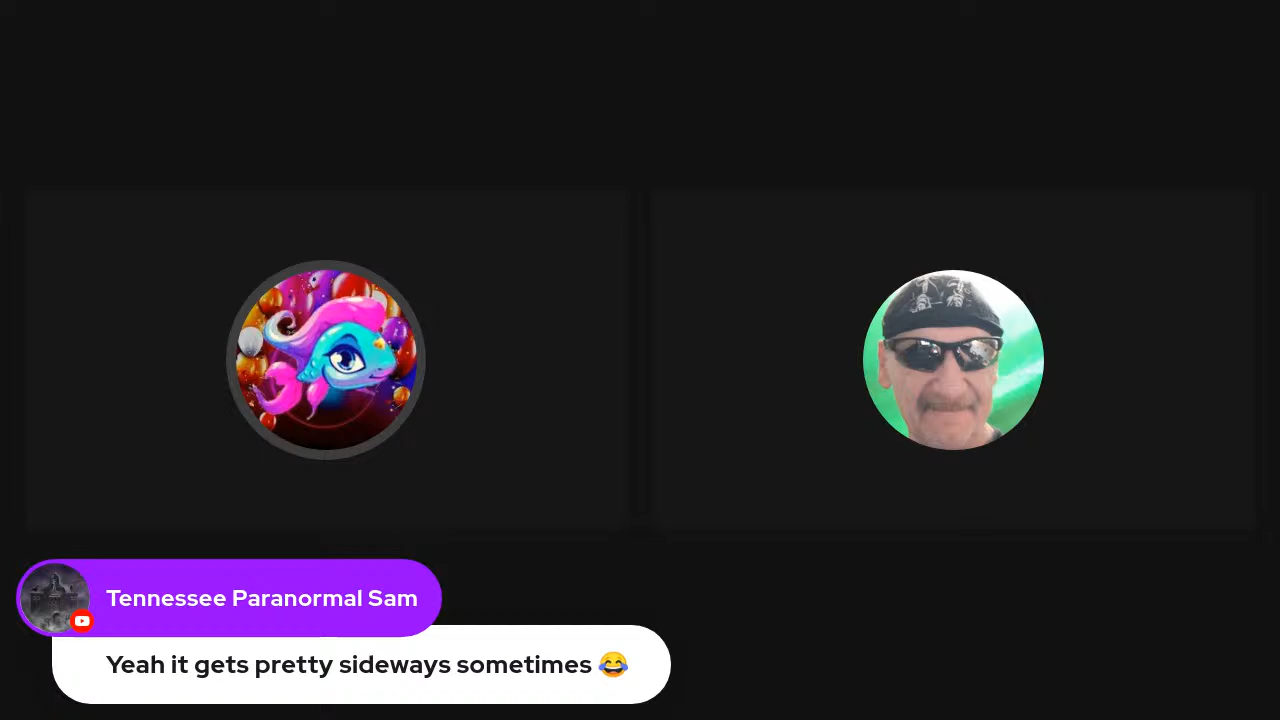 Tennessee Paranormal Sam
Yeah it gets pretty sideways sometimes 😂